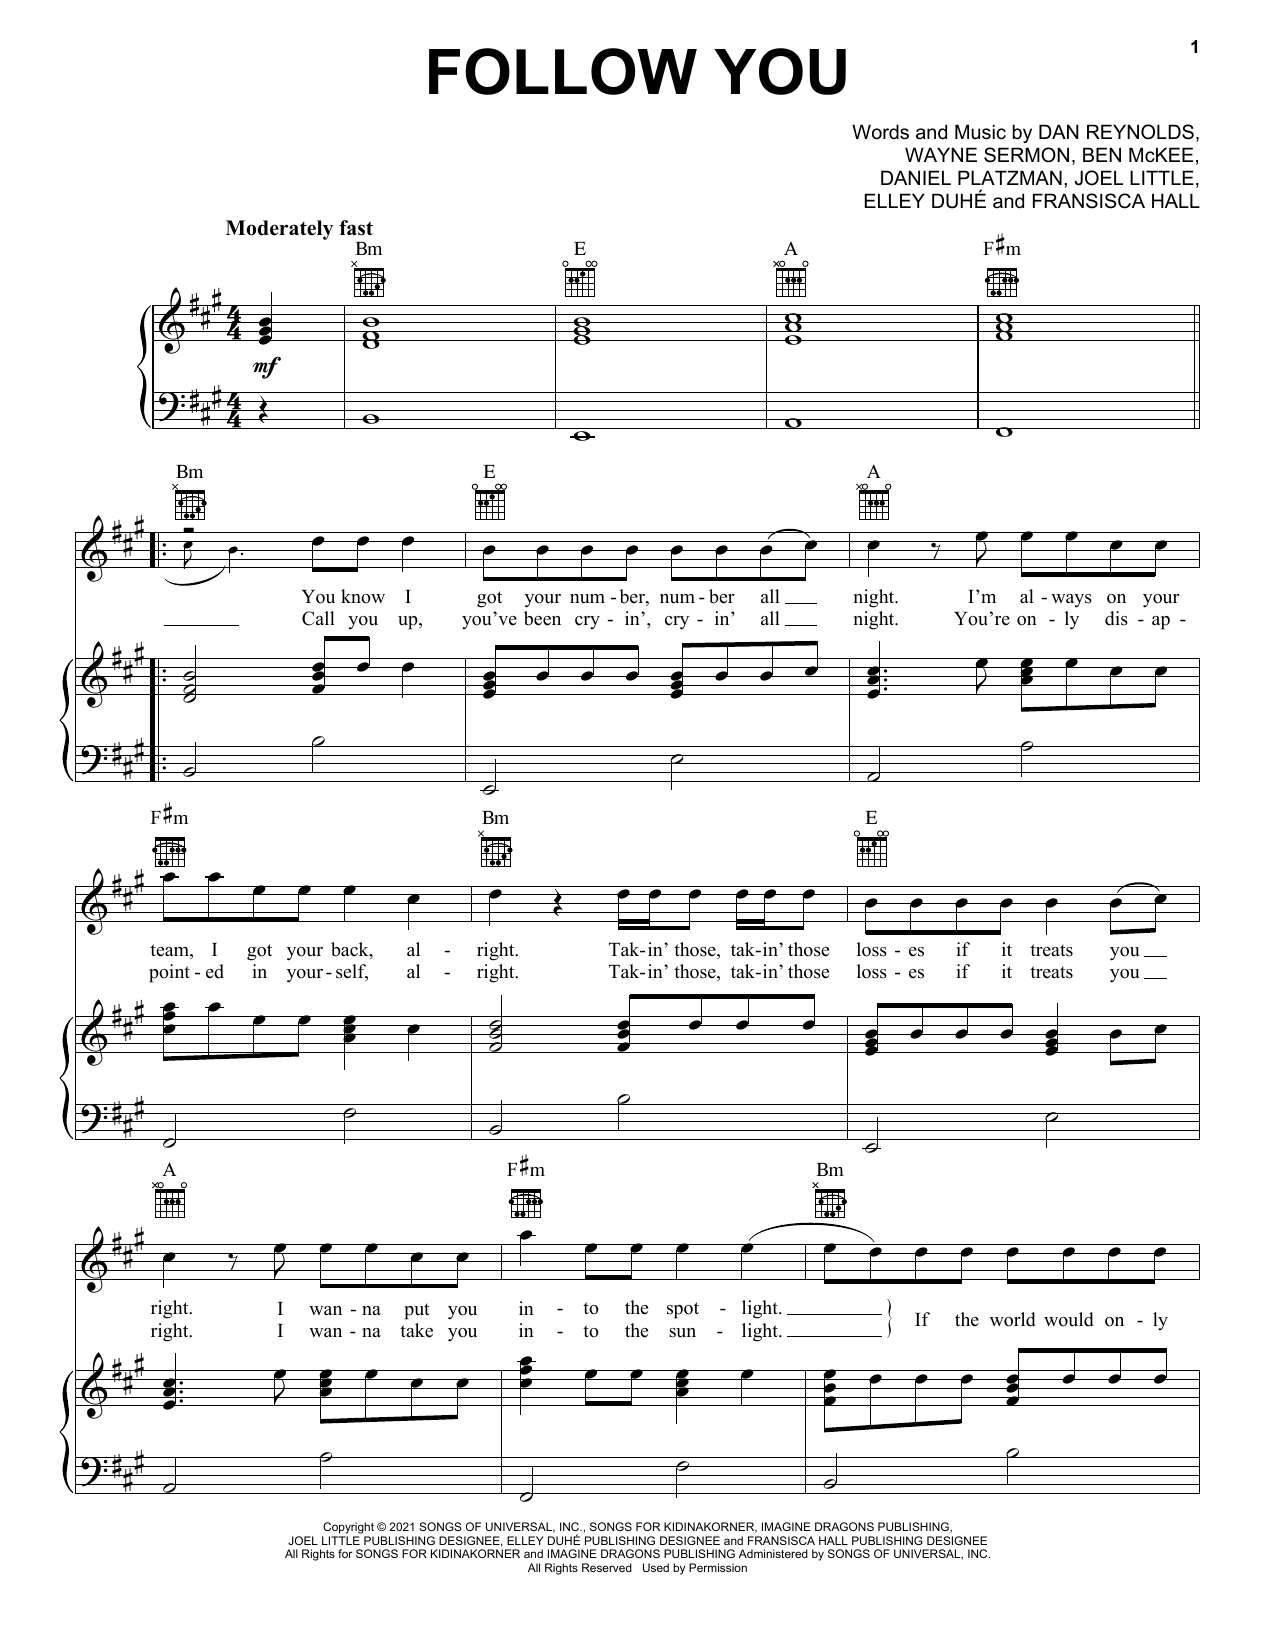 1
FOLLOW YOU
Words and Music by DAN REYNOLDS,
WAYNE SERMON, BEN McKEE,
DANIEL PLATZMAN, JOEL LITTLE,
ELLEY DUHÉ and FRANSISCA HALL
Moderately fast
Bm E A F#m
mf
Bm E A
You know I got your num - ber, num - ber all night. I'm al - ways on your
Call you up, you've been cry - in', cry - in' all night. You're on - ly dis - ap -
F#m Bm E
team, I got your back, al - right. Tak - in' those, tak - in' those loss - es if it treats you
point - ed in your - self, al - right. Tak - in' those, tak - in' those loss - es if it treats you
A F#m Bm
right. I wan - na put you in - to the spot - light. If the world would on - ly
right. I wan - na take you in - to the sun - light.
Copyright © 2021 SONGS OF UNIVERSAL, INC., SONGS FOR KIDINAKORNER, IMAGINE DRAGONS PUBLISHING,
JOEL LITTLE PUBLISHING DESIGNEE, ELLEY DUHÉ PUBLISHING DESIGNEE and FRANSISCA HALL PUBLISHING DESIGNEE
All Rights for SONGS FOR KIDINAKORNER and IMAGINE DRAGONS PUBLISHING Administered by SONGS OF UNIVERSAL, INC.
All Rights Reserved Used by Permission